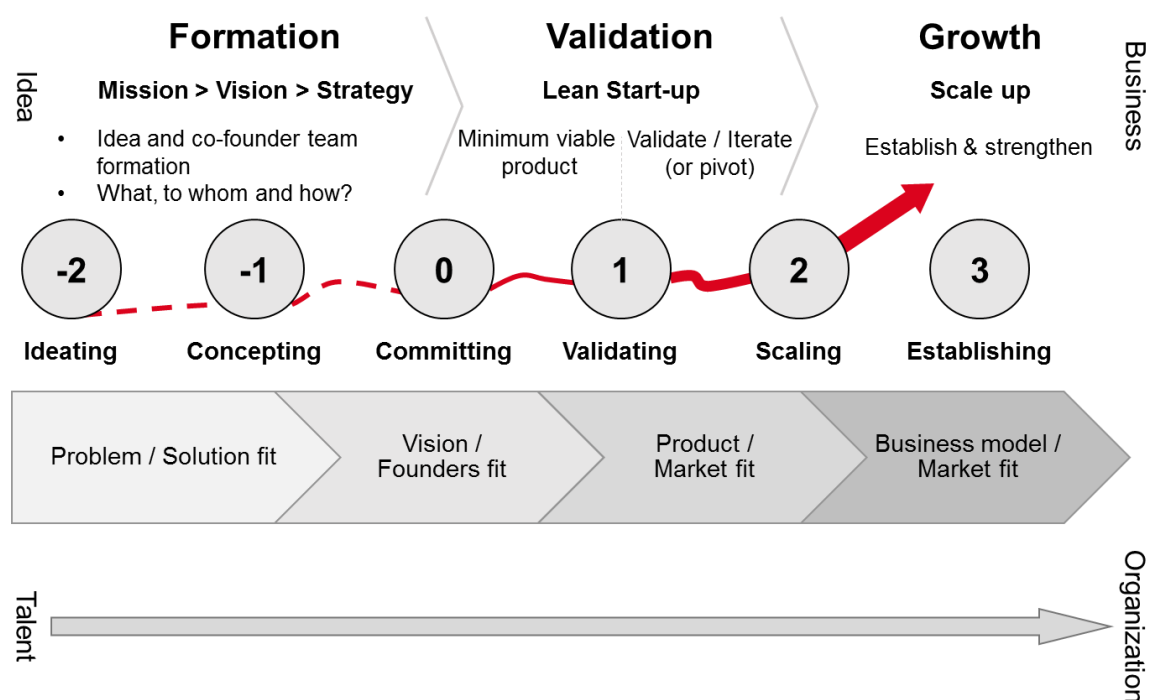 Formation
Validation
Growth
Idea
Business
Mission > Vision > Strategy
Lean Start-up
Scale up
• Idea and co-founder team
formation
• What, to whom and how?
Minimum viable
product
Validate / Iterate
(or pivot)
Establish & strengthen
-2
-1
0
1
2
3
Ideating
Concepting
Committing
Validating
Scaling
Establishing
Problem / Solution fit
Vision /
Founders fit
Product /
Market fit
Business model /
Market fit
Talent
Organization